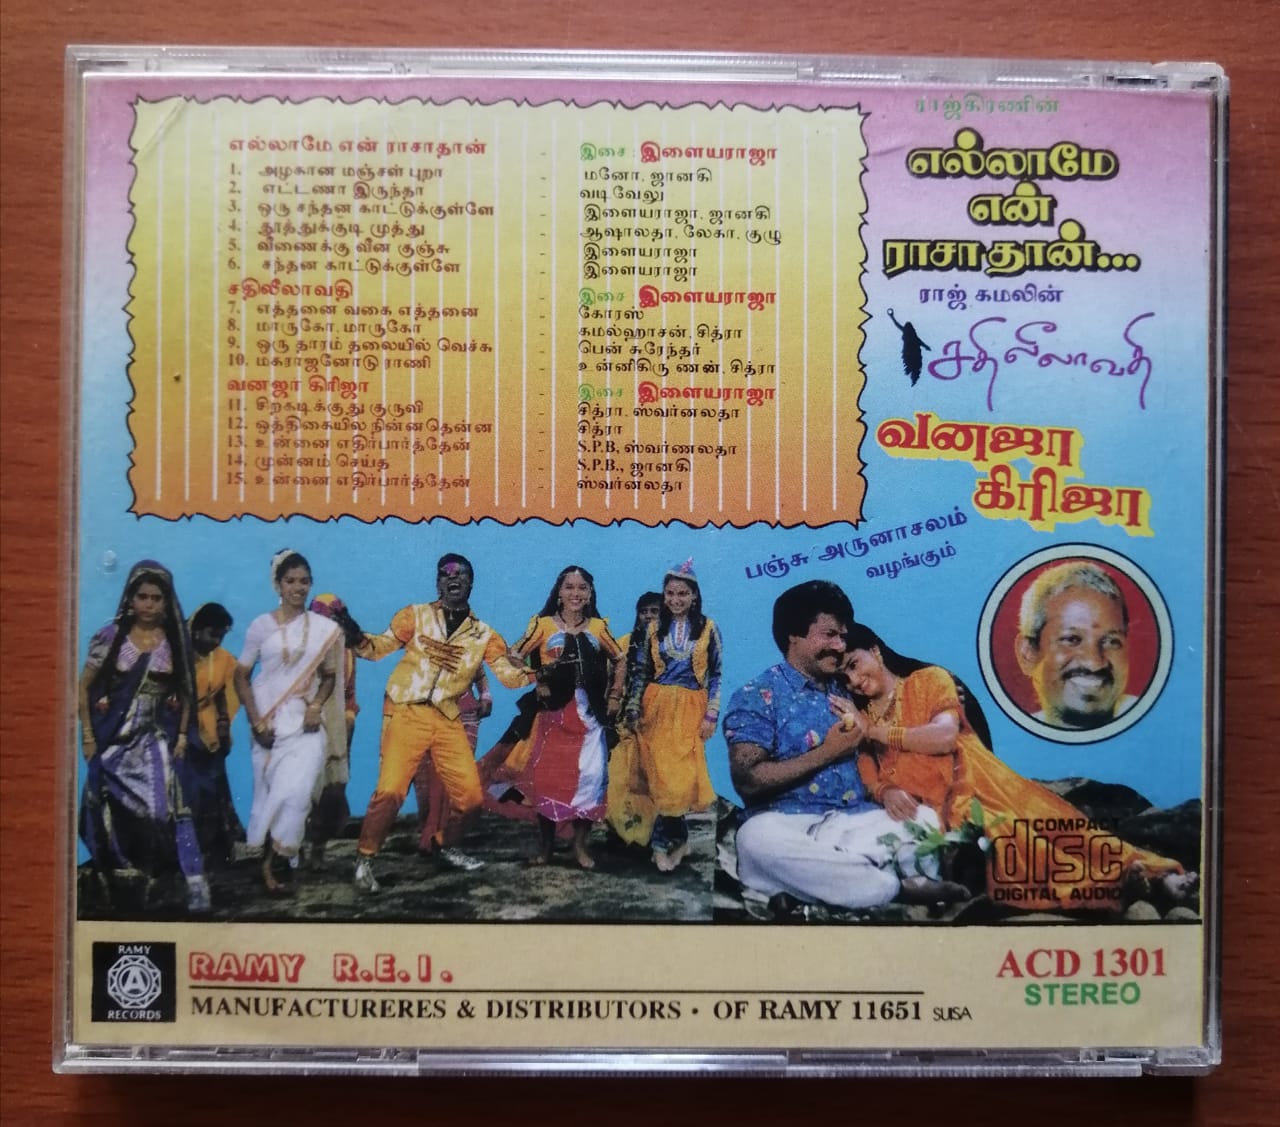 எல்லாமே என் ராசாதான் - இசை : இளையராஜா
1. அழகான மஞ்சள் புறா - மனோ, ஜானகி
2. எட்டணா இருந்தா - வடிவேலு
3. ஒரு சந்தன காட்டுக்குள்ளே - இளையராஜா, ஜானகி
4. தூத்துக்குடி முத்து - ஆஷாலதா, லேகா, குழு
5. வீணைக்கு வீண குஞ்சு - இளையராஜா
6. சந்தன காட்டுக்குள்ளே - இளையராஜா
சதிலீலாவதி - இசை : இளையராஜா
7. எத்தனை வகை எத்தனை - கோரஸ்
8. மாருகோ, மாருகோ - கமல்ஹாசன், சித்ரா
9. ஒரு தாரம் தலையில் வெச்சு - பென் சுரேந்தர்
10. மகராஜனோடு ராணி - உன்னிகிரு ணன், சித்ரா
வனஜா கிரிஜா - இசை : இளையராஜா
11. சிறகடிக்குது குருவி - சித்ரா, ஸ்வர்னலதா
12. ஒத்திகையில நின்னதென்ன - சித்ரா
13. உன்னை எதிர்பார்த்தேன் - S.P.B, ஸ்வர்ணலதா
14. முன்னம் செய்த - S.P.B., ஜானகி
15. உன்னை எதிர்பார்த்தேன் - ஸ்வர்னலதா
ராஜ்கிரணின்
எல்லாமே
என்
ராசாதான்...
ராஜ் கமலின்
சதிலீலாவதி
வனஜா
கிரிஜா
பஞ்சு அருனாசலம்
வழங்கும்
COMPACT
disc
DIGITAL AUDIO
RAMY
A
RECORDS
RAMY R.E.I.
MANUFACTURERES & DISTRIBUTORS • OF RAMY 11651 SUISA
ACD 1301
STEREO